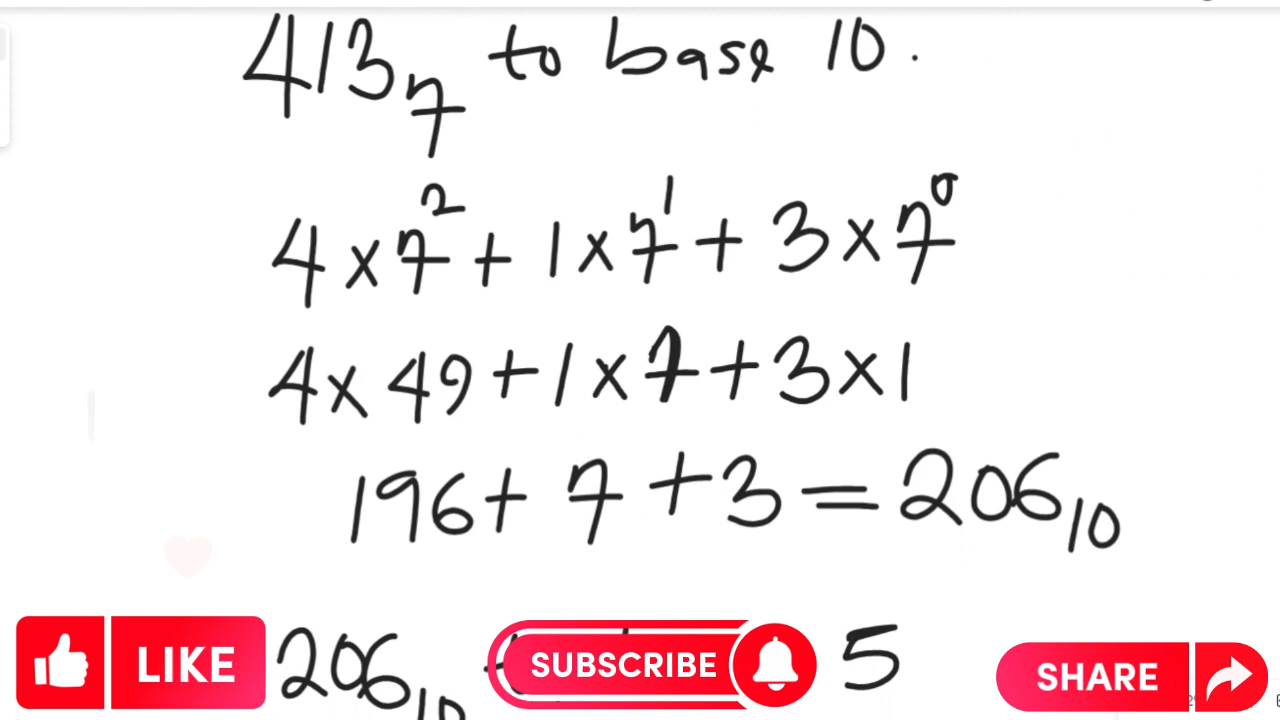 413₇ to base 10.
4 × 7² + 1 × 7¹ + 3 × 7⁰
4 × 49 + 1 × 7 + 3 × 1
196 + 7 + 3 = 206₁₀
206₁₀ 5
LIKE SUBSCRIBE SHARE